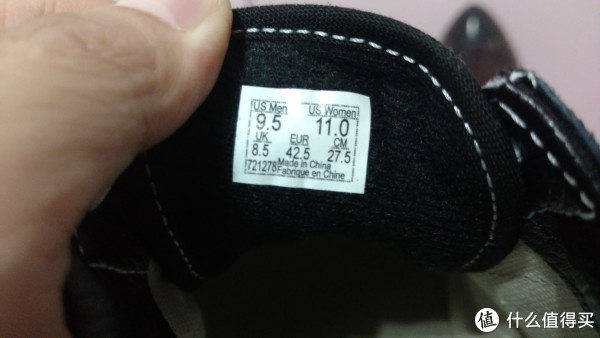 US Men US Women
9.5 11.0
UK EUR CM
8.5 42.5 27.5
721278 Made in China
Fabriqué en Chine
值 什么值得买